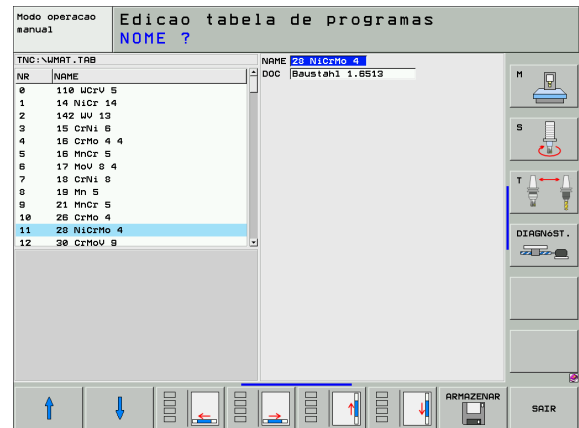 Modo operacao
manual
Edicao tabela de programas
NOME ?
TNC:\WMAT.TAB
NR NAME
0 110 WCrV 5
1 14 NiCr 14
2 142 WV 13
3 15 CrNi 6
4 16 CrMo 4 4
5 16 MnCr 5
6 17 MoV 8 4
7 18 CrNi 8
8 19 Mn 5
9 21 MnCr 5
10 26 CrMo 4
11 28 NiCrMo 4
12 30 CrMoV 9
NAME 28 NiCrMo 4
DOC Baustahl 1.6513
M
S
T
DIAGNóST.
ARMAZENAR
SAIR